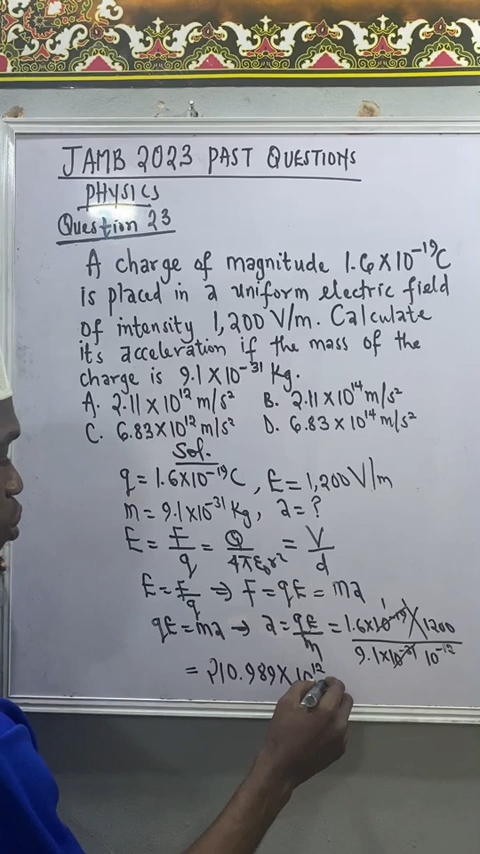 JAMB 2023 PAST QUESTIONS
PHYSICS
Question 23
A charge of magnitude 1.6×10⁻¹⁹C
is placed in a uniform electric field
of intensity 1,200 V/m. Calculate
its acceleration if the mass of the
charge is 9.1×10⁻³¹ Kg.
A. 2.11×10¹² m/s² B. 2.11×10¹⁴ m/s²
C. 6.83×10¹² m/s² D. 6.83×10¹⁴ m/s²
Sol.
q=1.6×10⁻¹⁹C, E=1,200V/m
m=9.1×10⁻³¹Kg, a=?
E = F/q = Q/4πε₀r² = V/d
E=F/q ⇒ F=qE=ma
qE=ma → a=qE/m = 1.6×10⁻¹⁹ × 1200 / 9.1×10⁻³¹ 10⁻¹²
= 210.989×10¹²